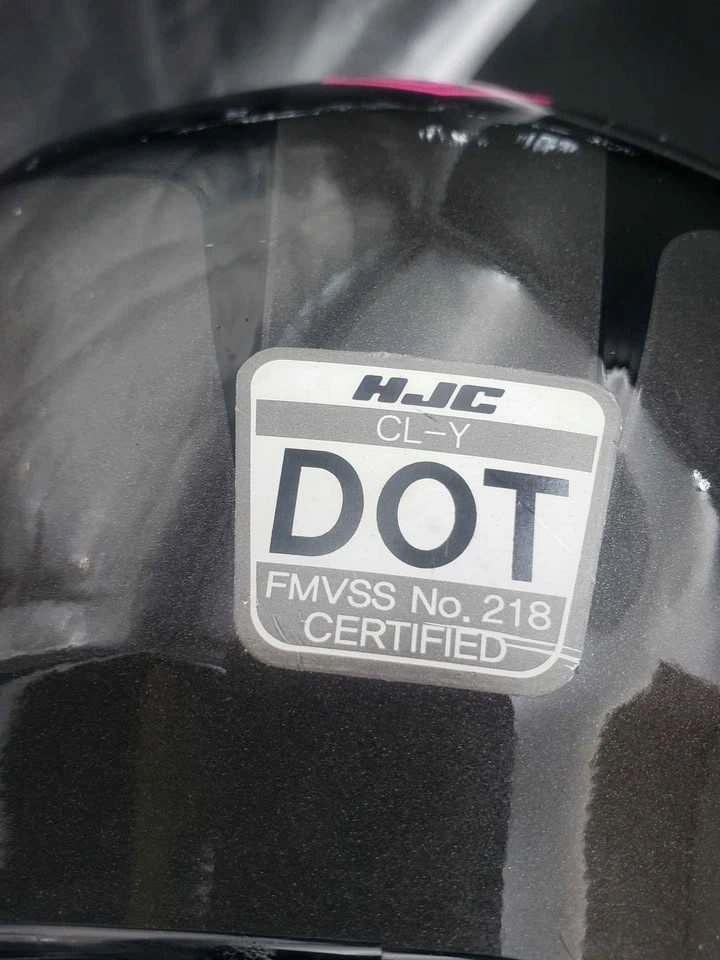 HJC
CL-Y
DOT
FMVSS No. 218
CERTIFIED